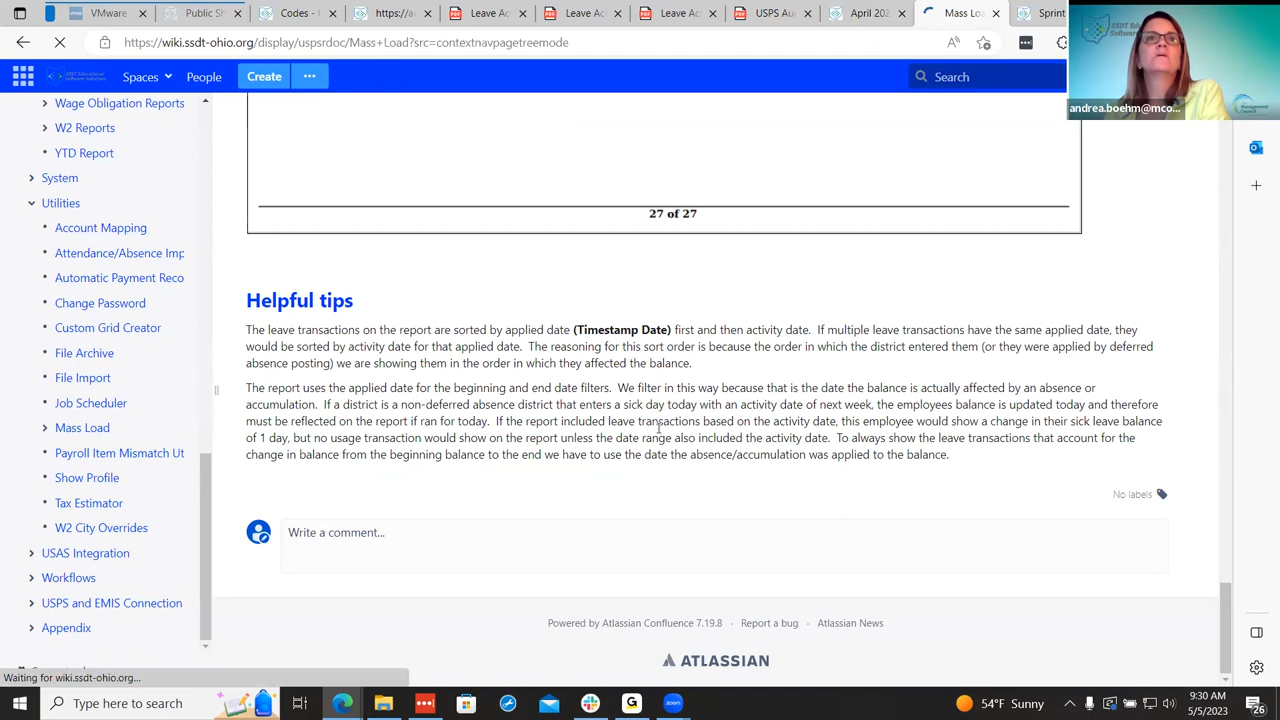 VMware
Public Sh
Codes -
https://a
Leave Ac
Leave Ac
Leave Ac
USPS Au
April 202
Mass Lo
Sprint
https://wiki.ssdt-ohio.org/display/uspsrdoc/Mass+Load?src=contextnavpagetreemode
Spaces People Create Search
andrea.boehm@mco...
Wage Obligation Reports
W2 Reports
YTD Report
System
Utilities
Account Mapping
Attendance/Absence Imp
Automatic Payment Reco
Change Password
Custom Grid Creator
File Archive
File Import
Job Scheduler
Mass Load
Payroll Item Mismatch Ut
Show Profile
Tax Estimator
W2 City Overrides
USAS Integration
Workflows
USPS and EMIS Connection
Appendix
27 of 27
Helpful tips
The leave transactions on the report are sorted by applied date (Timestamp Date) first and then activity date. If multiple leave transactions have the same applied date, they
would be sorted by activity date for that applied date. The reasoning for this sort order is because the order in which the district entered them (or they were applied by deferred
absence posting) we are showing them in the order in which they affected the balance.
The report uses the applied date for the beginning and end date filters. We filter in this way because that is the date the balance is actually affected by an absence or
accumulation. If a district is a non-deferred absence district that enters a sick day today with an activity date of next week, the employees balance is updated today and therefore
must be reflected on the report if ran for today. If the report included leave transactions based on the activity date, this employee would show a change in their sick leave balance
of 1 day, but no usage transaction would show on the report unless the date range also included the activity date. To always show the leave transactions that account for the
change in balance from the beginning balance to the end we have to use the date the absence/accumulation was applied to the balance.
No labels
Write a comment...
Powered by Atlassian Confluence 7.19.8 · Report a bug · Atlassian News
ATLASSIAN
Waiting for wiki.ssdt-ohio.org...
Type here to search
54°F Sunny
9:30 AM
5/5/2023
26